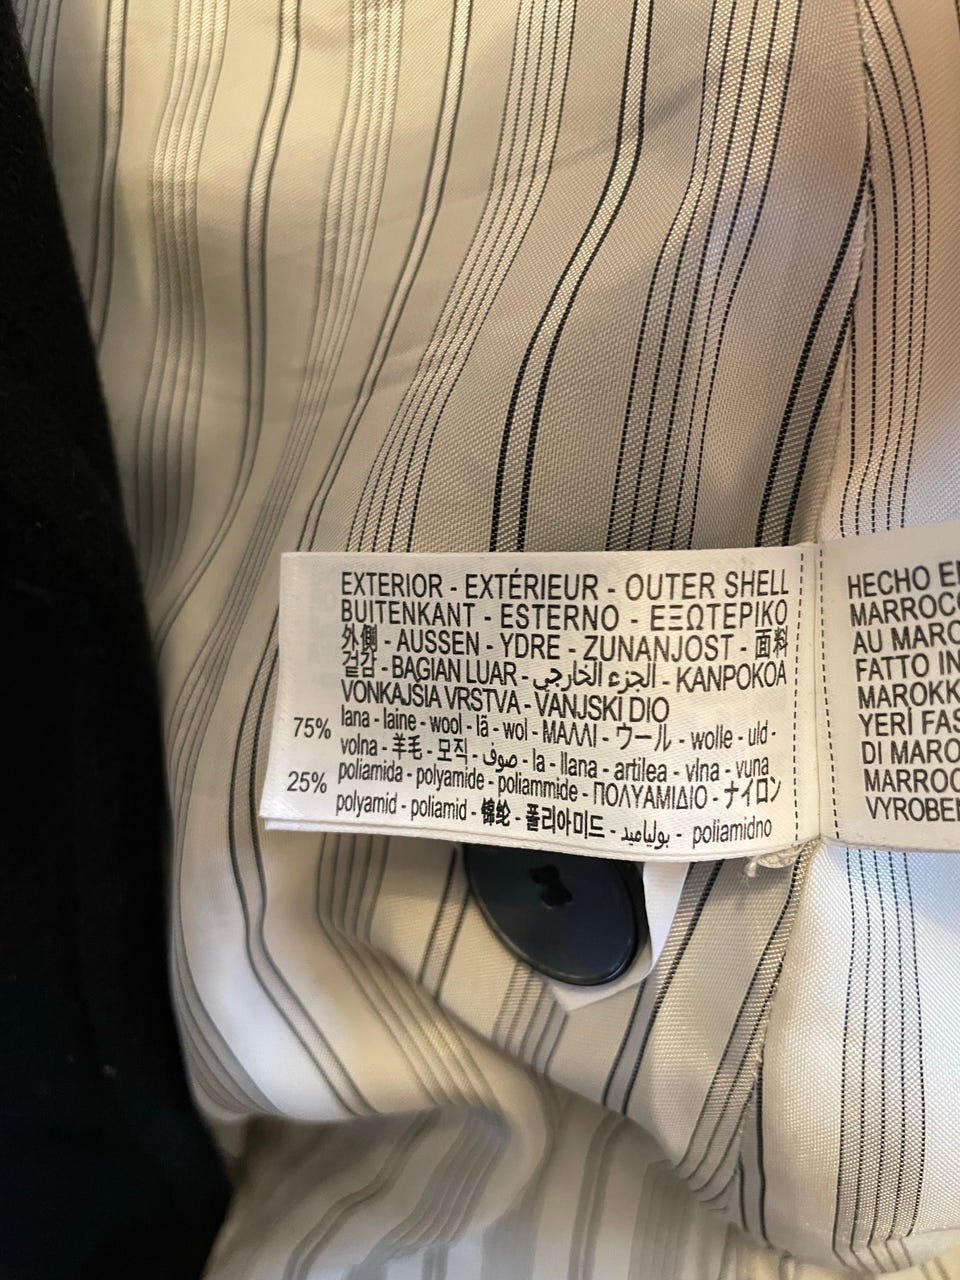 EXTERIOR - EXTÉRIEUR - OUTER SHELL
BUITENKANT - ESTERNO - ΕΞΩΤΕΡΙΚΟ
外側 - AUSSEN - YDRE - ZUNANJOST - 面料
겉감 - BAGIAN LUAR - الجزء الخارجي - KANPOKOA
VONKAJŠIA VRSTVA - VANJSKI DIO
75% lana - laine - wool - lã - wol - ΜΑΛΛΙ - ウール - wolle - uld -
volna - 羊毛 - 모직 - صوف - la - llana - artilea - vlna - vuna
25% poliamida - polyamide - poliammide - ΠΟΛΥΑΜΙΔΙΟ - ナイロン
polyamid - poliamid - 锦纶 - 폴리아미드 - بولياميد - poliamidno
HECHO
MARROC
AU MARO
FATTO IN
MAROKK
YERİ FAS
DI MARO
MARROC
VYROBE